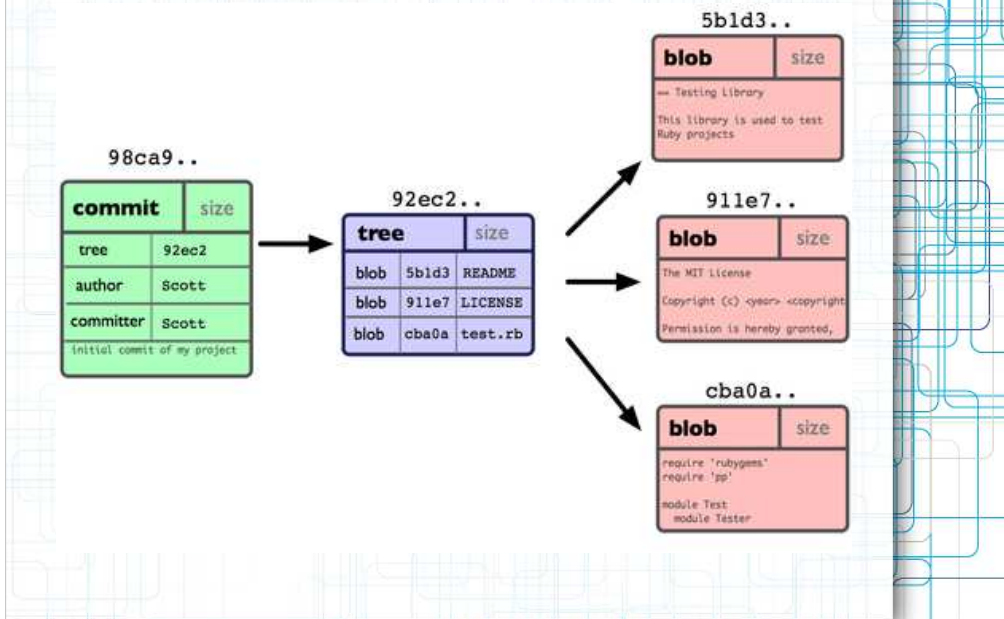 98ca9..
commit size
tree 92ec2
author Scott
committer Scott
initial commit of my project
92ec2..
tree size
blob 5b1d3 README
blob 911e7 LICENSE
blob cba0a test.rb
5b1d3..
blob size
== Testing Library
This library is used to test
Ruby projects
911e7..
blob size
The MIT License
Copyright (c) <year> <copyright
Permission is hereby granted,
cba0a..
blob size
require 'rubygems'
require 'pp'
module Test
module Tester